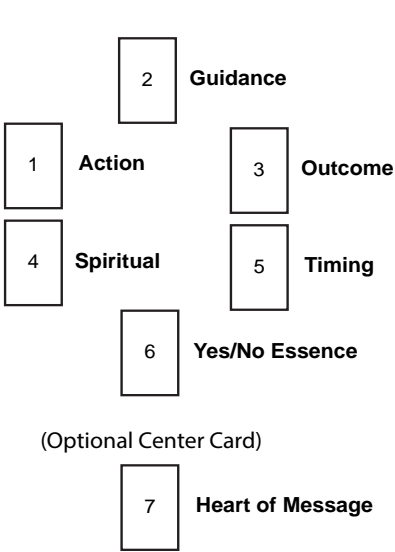 2 Guidance
1 Action
3 Outcome
4 Spiritual
5 Timing
6 Yes/No Essence
(Optional Center Card)
7 Heart of Message